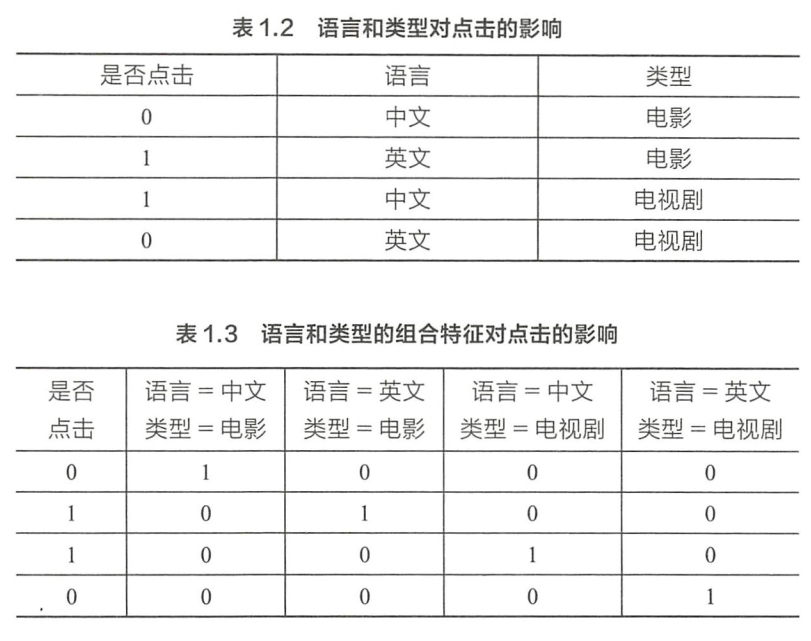 表 1.2 语言和类型对点击的影响
是否点击 语言 类型
0 中文 电影
1 英文 电影
1 中文 电视剧
0 英文 电视剧
表 1.3 语言和类型的组合特征对点击的影响
是否 语言 = 中文 语言 = 英文 语言 = 中文 语言 = 英文
点击 类型 = 电影 类型 = 电影 类型 = 电视剧 类型 = 电视剧
0 1 0 0 0
1 0 1 0 0
1 0 0 1 0
0 0 0 0 1